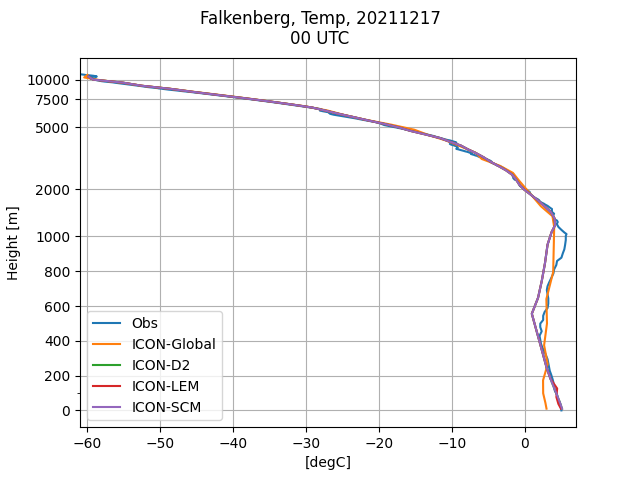 Falkenberg, Temp, 20211217
00 UTC
Height [m]
10000
7500
5000
2000
1000
800
600
400
200
0
Obs
ICON-Global
ICON-D2
ICON-LEM
ICON-SCM
−60
−50
−40
−30
−20
−10
0
[degC]